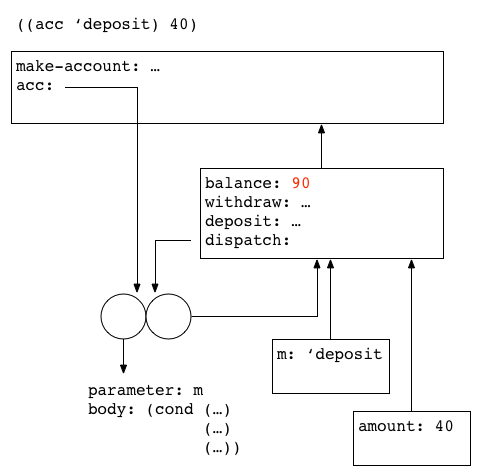 ((acc ‘deposit) 40)
make-account: …
acc:
balance: 90
withdraw: …
deposit: …
dispatch:
m: ‘deposit
parameter: m
body: (cond (…)
(…)
(…))
amount: 40